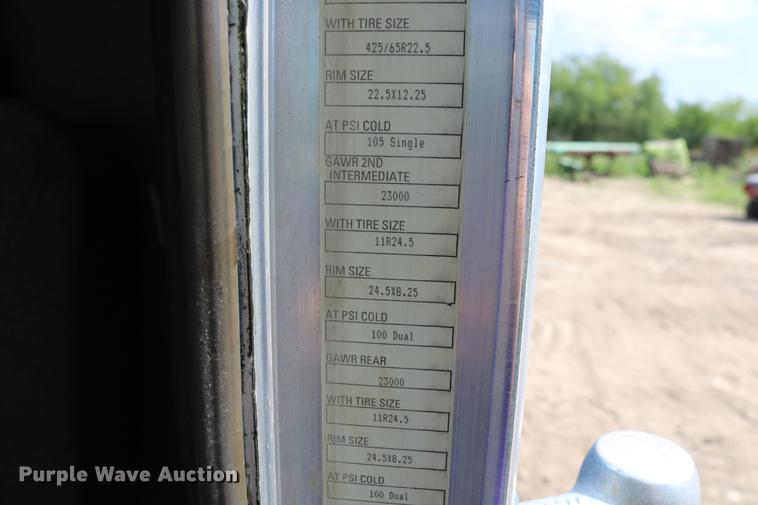 WITH TIRE SIZE
425/65R22.5
RIM SIZE
22.5X12.25
AT PSI COLD
105 Single
GAWR 2ND
INTERMEDIATE
23000
WITH TIRE SIZE
11R24.5
RIM SIZE
24.5X8.25
AT PSI COLD
100 Dual
GAWR REAR
23000
WITH TIRE SIZE
11R24.5
RIM SIZE
24.5X8.25
AT PSI COLD
100 Dual
Purple Wave Auction